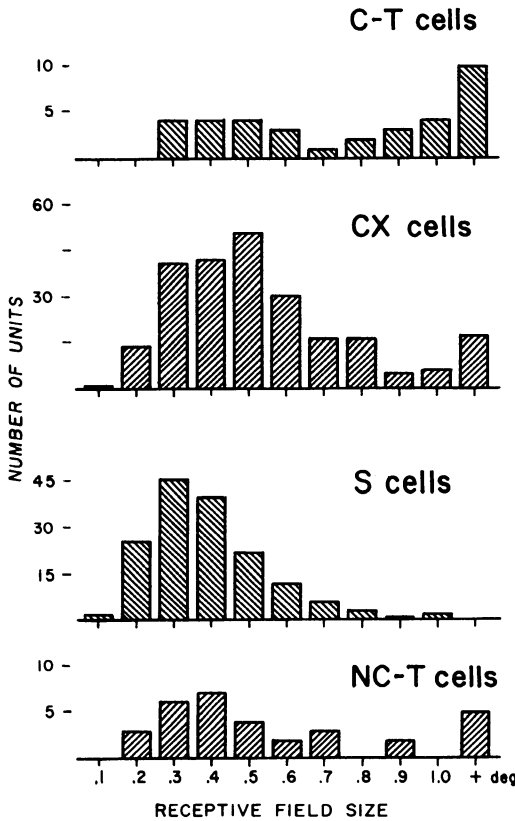 C-T cells
10
5
CX cells
60
30
NUMBER OF UNITS
S cells
45
30
15
NC-T cells
10
5
.1 .2 .3 .4 .5 .6 .7 .8 .9 1.0 + deg
RECEPTIVE FIELD SIZE